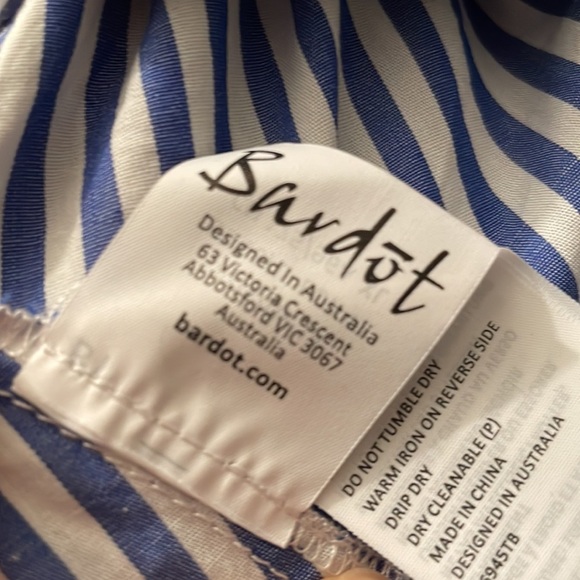 Bardōt
Designed In Australia
63 Victoria Crescent
Abbotsford VIC 3067
Australia
bardot.com
DO NOT TUMBLE DRY
WARM IRON ON REVERSE SIDE
DRIP DRY
DRY CLEANABLE (P)
MADE IN CHINA
DESIGNED IN AUSTRALIA
945TB